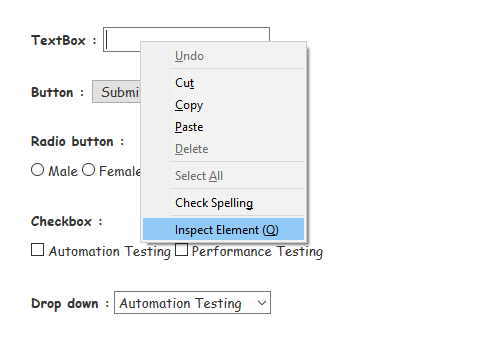 TextBox :
Undo
Cut
Button : Submi
Copy
Paste
Radio button :
Delete
Male Female
Select All
Check Spelling
Checkbox :
Inspect Element (Q)
Automation Testing Performance Testing
Drop down : Automation Testing